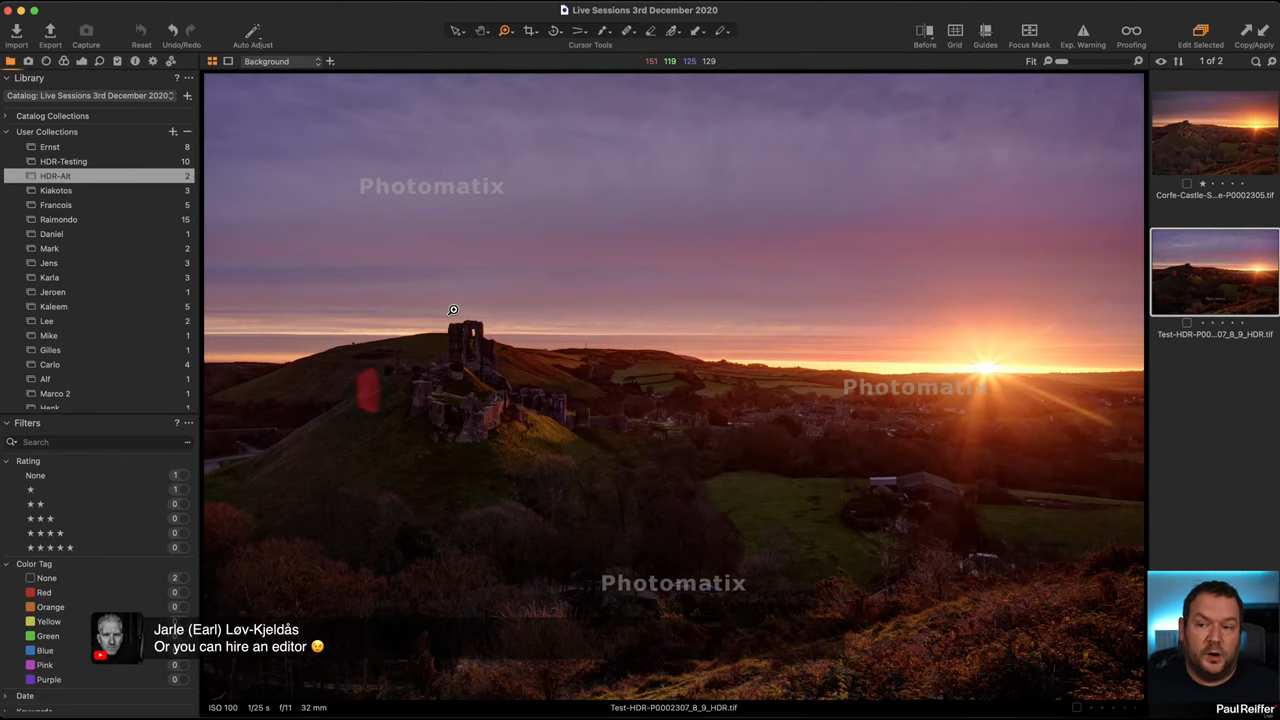 Live Sessions 3rd December 2020
Import
Export
Capture
Reset
Undo/Redo
Auto Adjust
Cursor Tools
Before
Grid
Guides
Focus Mask
Exp. Warning
Proofing
Edit Selected
Copy/Apply
Background
151 119 125 129
Fit
1 of 2
Library
Catalog: Live Sessions 3rd December 2020
Catalog Collections
User Collections
Ernst 8
HDR-Testing 10
HDR-Alt 2
Kiakotos 3
Francois 5
Raimondo 15
Daniel 1
Mark 2
Jens 3
Karla 3
Jeroen 1
Kaleem 5
Lee 2
Mike 1
Gilles 1
Carlo 4
Alf 1
Marco 2 1
Henk
Filters
Search
Rating
None 1
1
0
0
0
0
Color Tag
None 2
Red 0
Orange 0
Yellow 0
Green 0
Blue 0
Pink 0
Purple 0
Date
Keywords
Photomatix
Photomatix
Photomatix
Jarle (Earl) Løv-Kjeldås
Or you can hire an editor 😉
ISO 100 1/25 s f/11 32 mm
Test-HDR-P0002307_8_9_HDR.tif
Corfe-Castle-S...e-P0002305.tif
Test-HDR-P00...07_8_9_HDR.tif
Paul Reiffer
Live